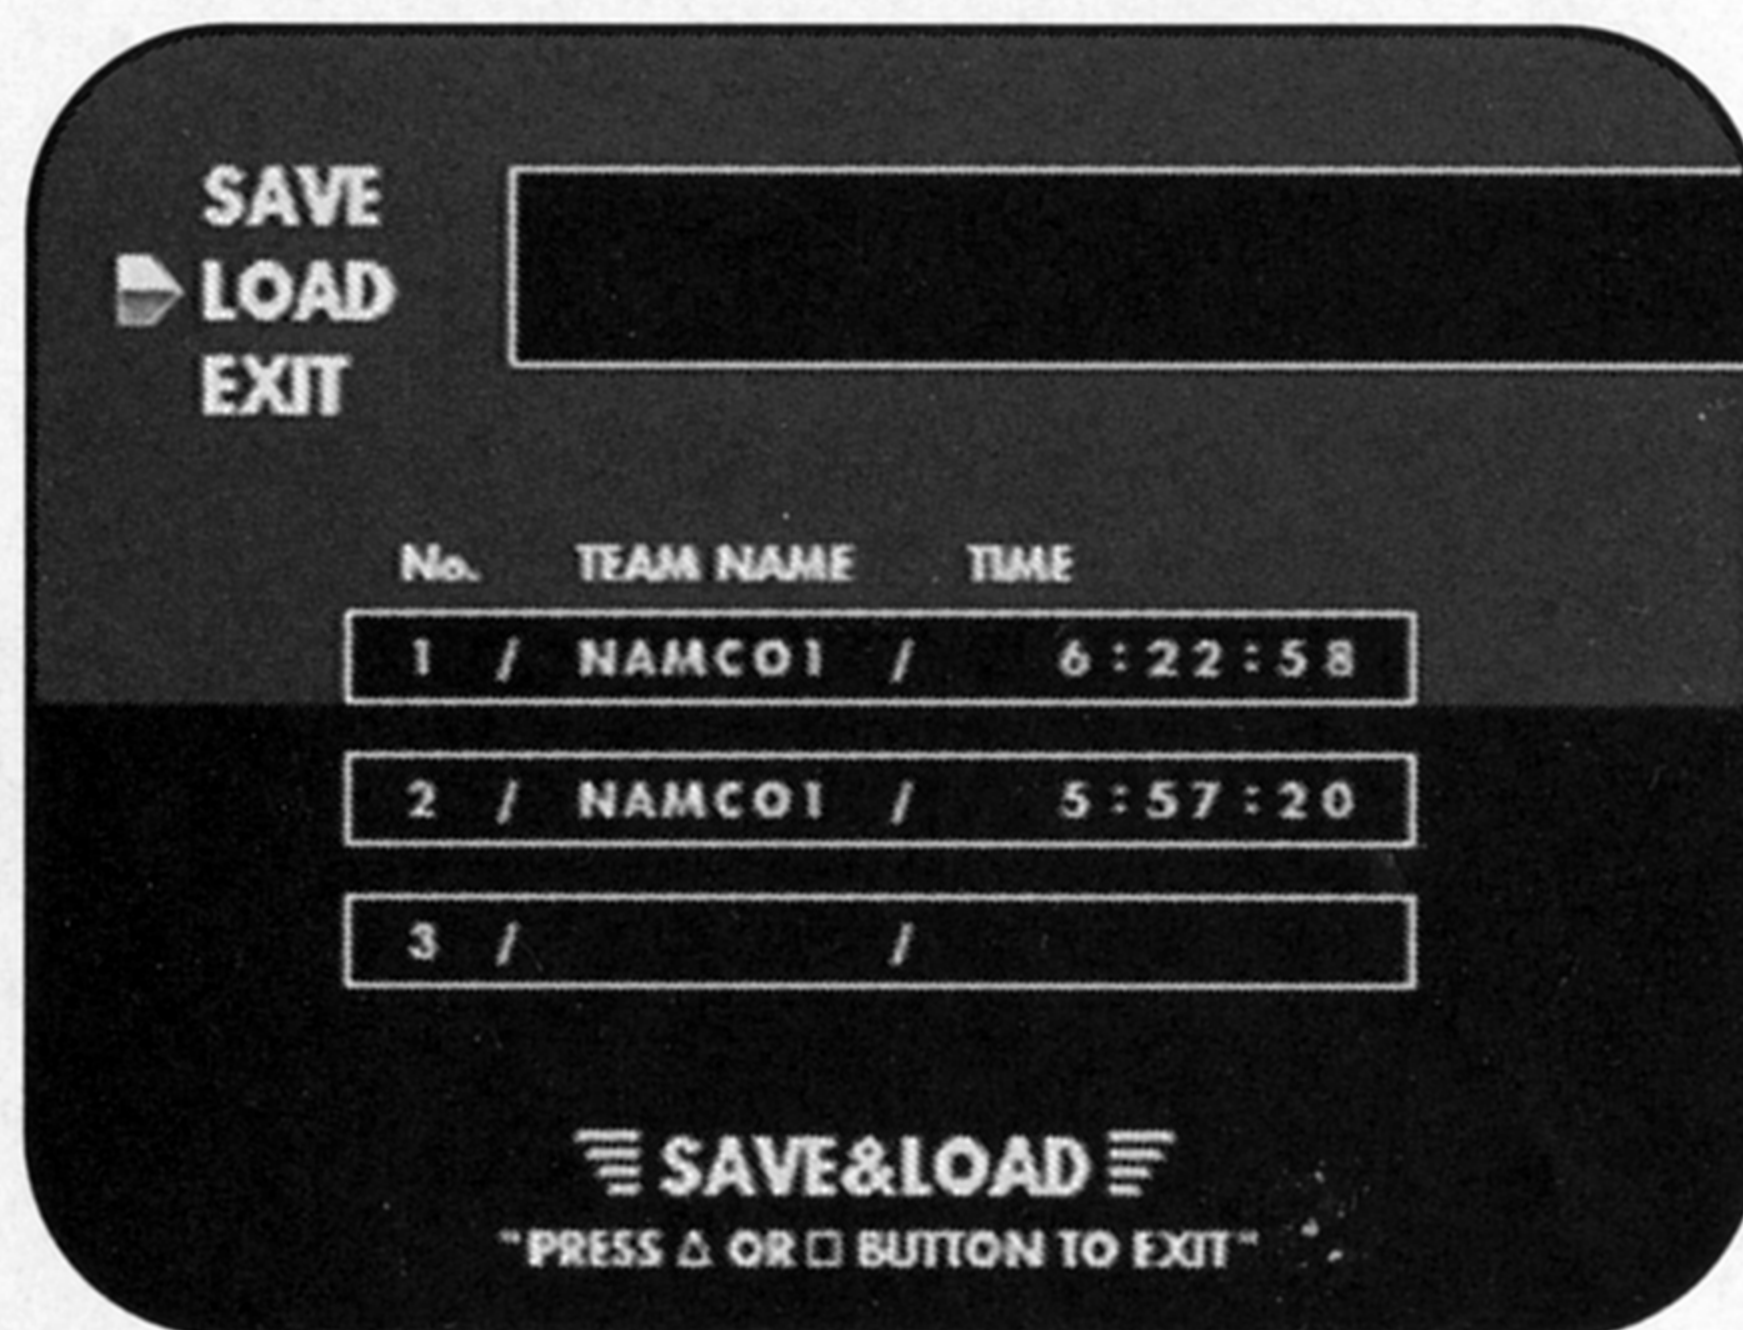 SAVE
LOAD
EXIT
No. TEAM NAME TIME
1 / NAMCO1 / 6:22:58
2 / NAMCO1 / 5:57:20
3 / /
SAVE&LOAD
"PRESS △ OR □ BUTTON TO EXIT"